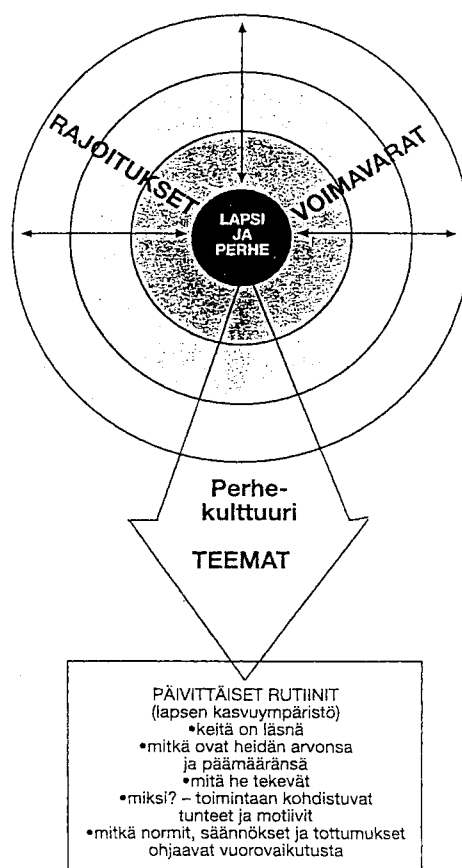 RAJOITUKSET
VOIMAVARAT
LAPSI
JA
PERHE
Perhe-
kulttuuri
TEEMAT
PÄIVITTÄISET RUTIINIT
(lapsen kasvuympäristö)
•keitä on läsnä
•mitkä ovat heidän arvonsa
ja päämääränsä
•mitä he tekevät
•miksi? – toimintaan kohdistuvat
tunteet ja motiivit
•mitkä normit, säännökset ja tottumukset
ohjaavat vuorovaikutusta